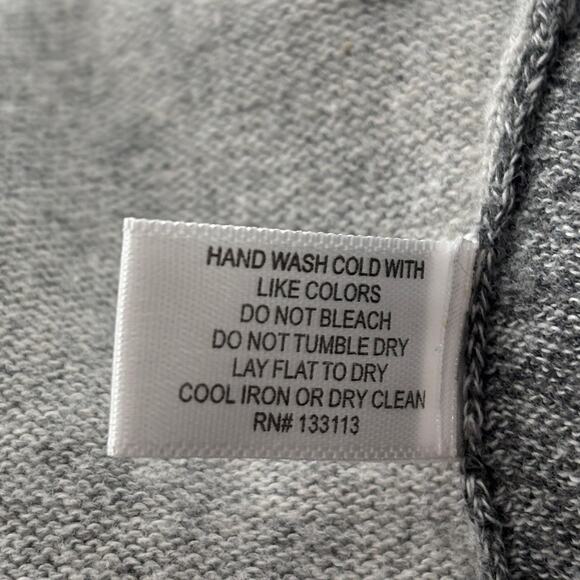 HAND WASH COLD WITH
LIKE COLORS
DO NOT BLEACH
DO NOT TUMBLE DRY
LAY FLAT TO DRY
COOL IRON OR DRY CLEAN
RN# 133113